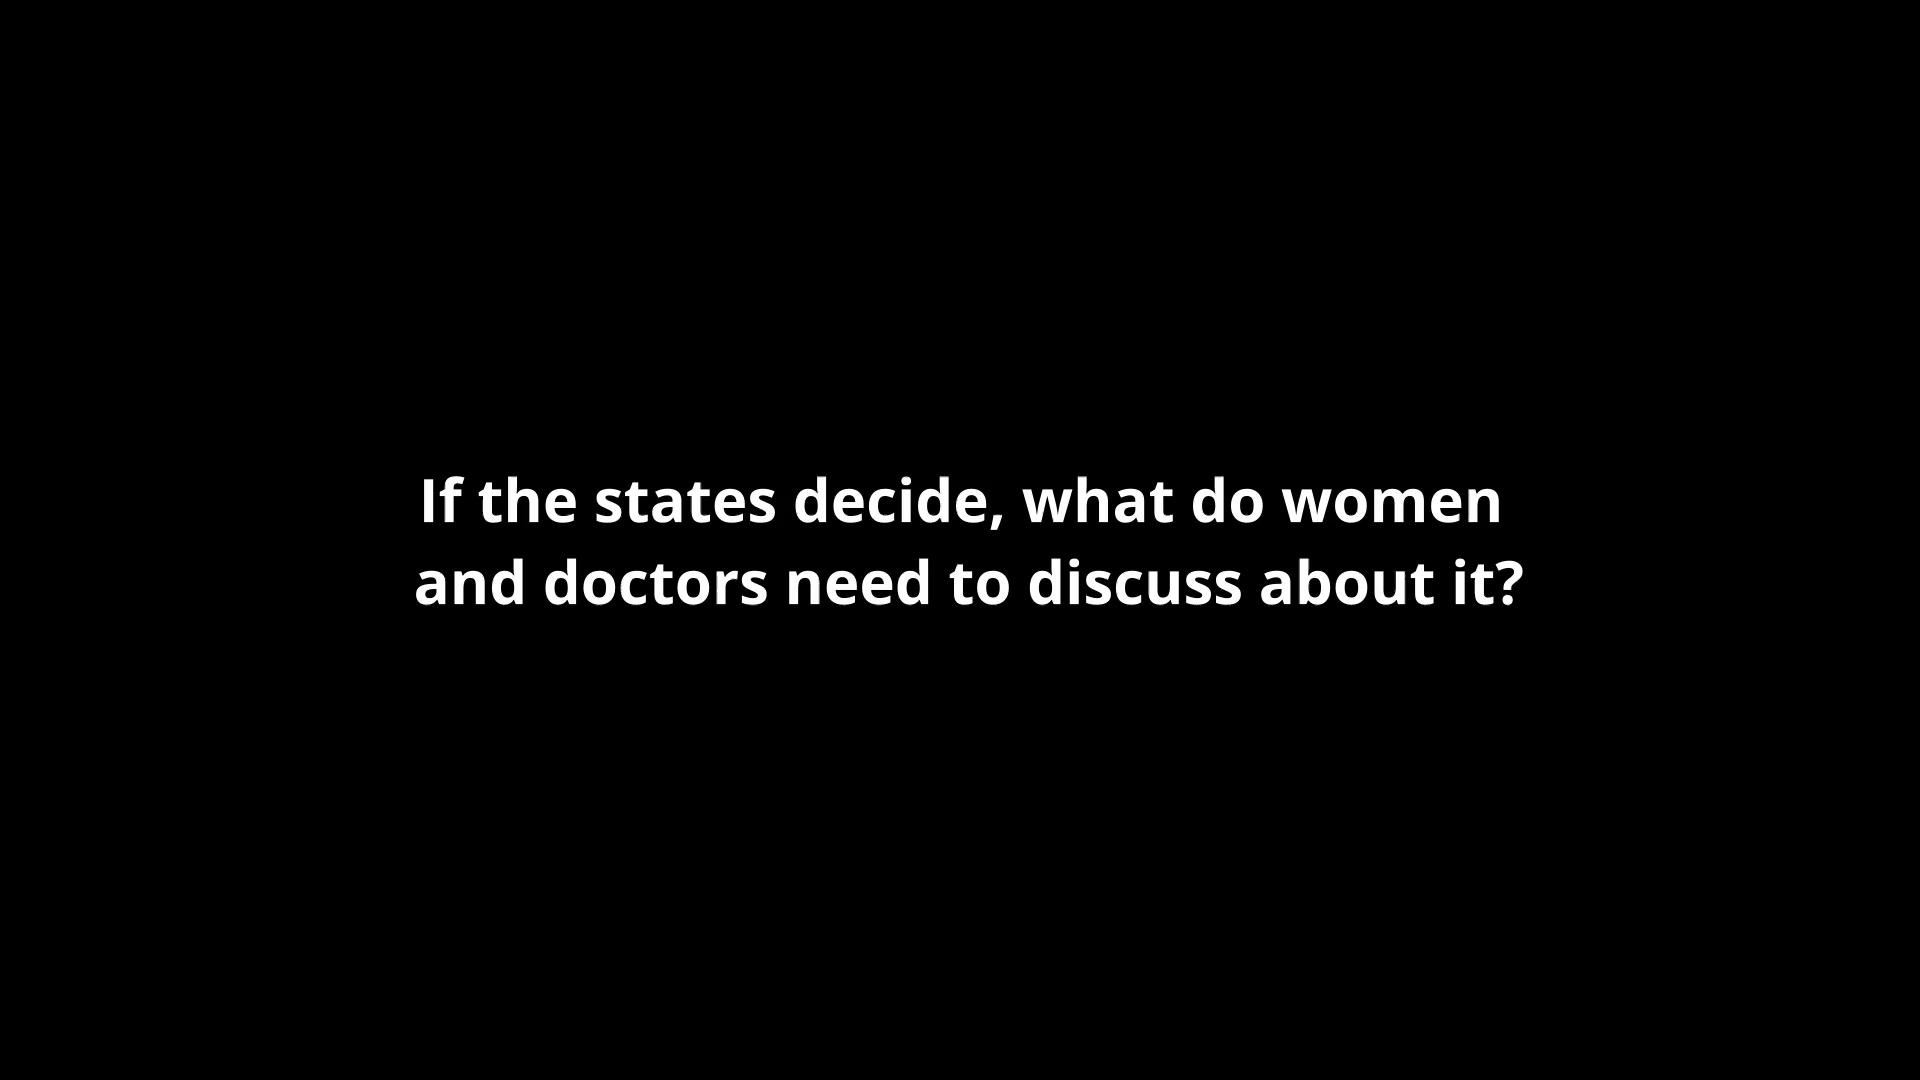 If the states decide, what do women
and doctors need to discuss about it?